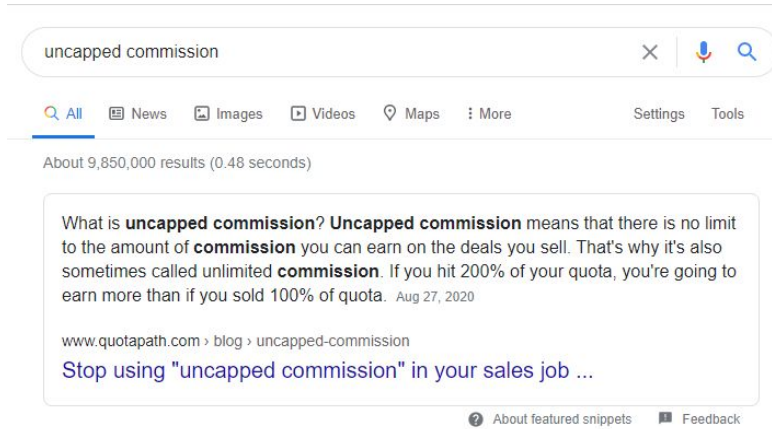 uncapped commission
All News Images Videos Maps More Settings Tools
About 9,850,000 results (0.48 seconds)
What is uncapped commission? Uncapped commission means that there is no limit
to the amount of commission you can earn on the deals you sell. That's why it's also
sometimes called unlimited commission. If you hit 200% of your quota, you're going to
earn more than if you sold 100% of quota. Aug 27, 2020
www.quotapath.com › blog › uncapped-commission
Stop using "uncapped commission" in your sales job ...
About featured snippets Feedback